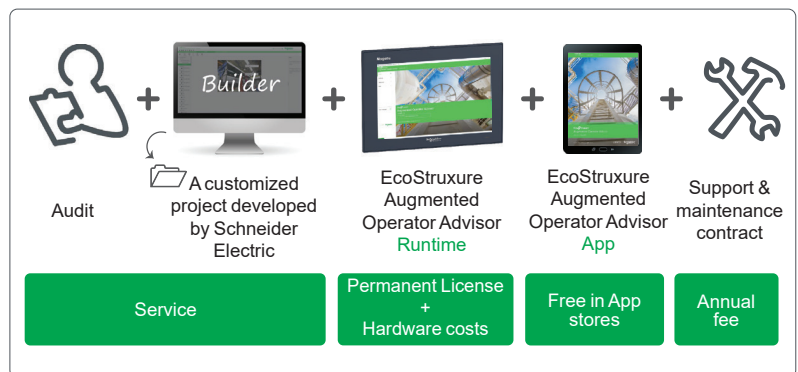 Builder
Audit
A customized
project developed
by Schneider
Electric
EcoStruxure
Augmented
Operator Advisor
Runtime
EcoStruxure
Augmented
Operator Advisor
App
Support &
maintenance
contract
Service
Permanent License
+
Hardware costs
Free in App
stores
Annual
fee